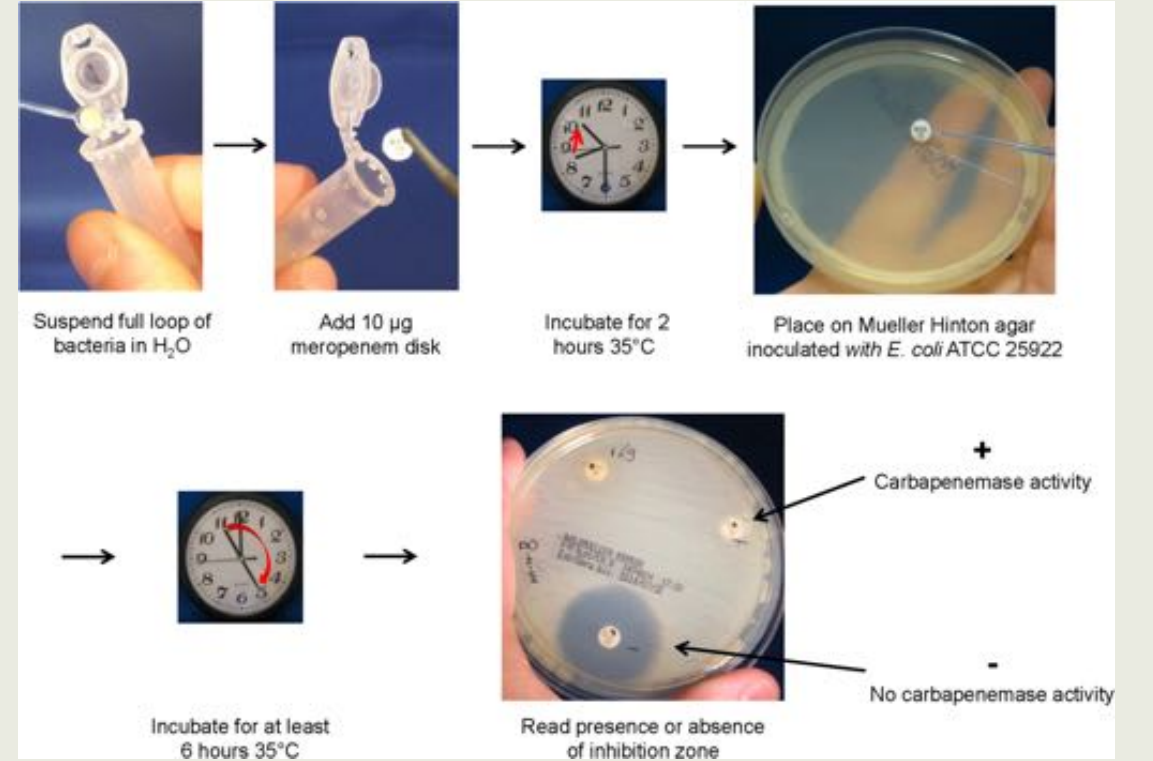 Suspend full loop of
bacteria in H₂O
Add 10 µg
meropenem disk
Incubate for 2
hours 35°C
Place on Mueller Hinton agar
inoculated with E. coli ATCC 25922
+
Carbapenemase activity
-
No carbapenemase activity
Incubate for at least
6 hours 35°C
Read presence or absence
of inhibition zone